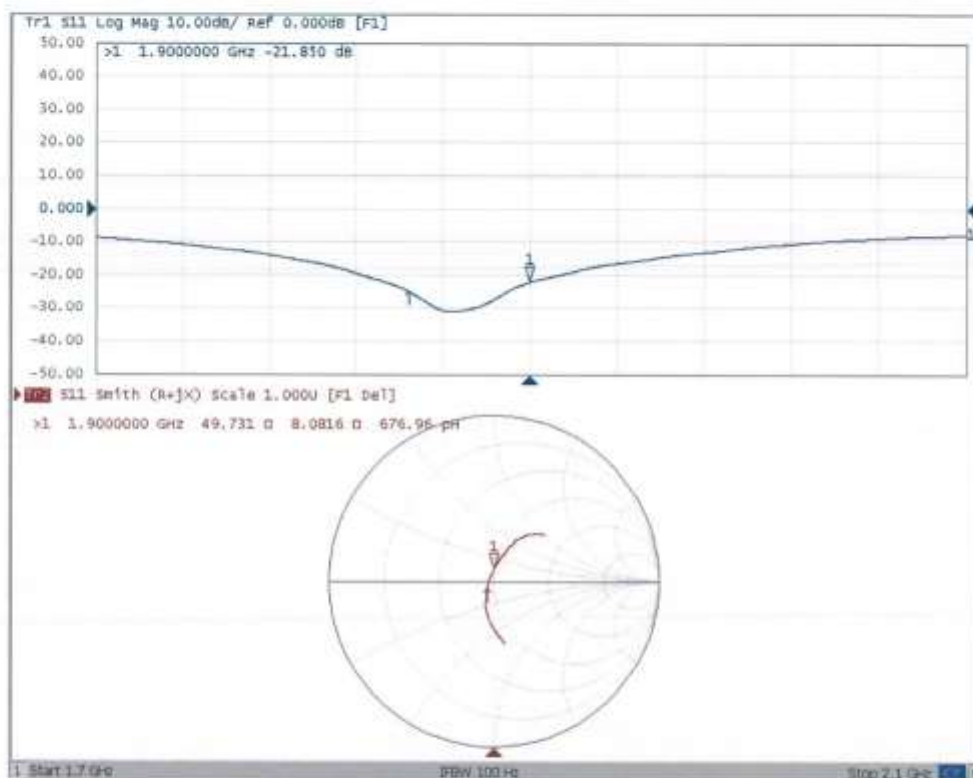 Tr1 S11 Log Mag 10.00dB/ Ref 0.000dB [F1]
50.00
>1 1.9000000 GHz -21.850 dB
40.00
30.00
20.00
10.00
0.000
-10.00
1
-20.00
-30.00
-40.00
-50.00
Tr2 S11 Smith (R+jX) Scale 1.000U [F1 Del]
>1 1.9000000 GHz 49.731 Ω 8.0816 Ω 676.96 pH
1
1 Start 1.7 GHz IFBW 100 Hz Stop 2.1 GHz